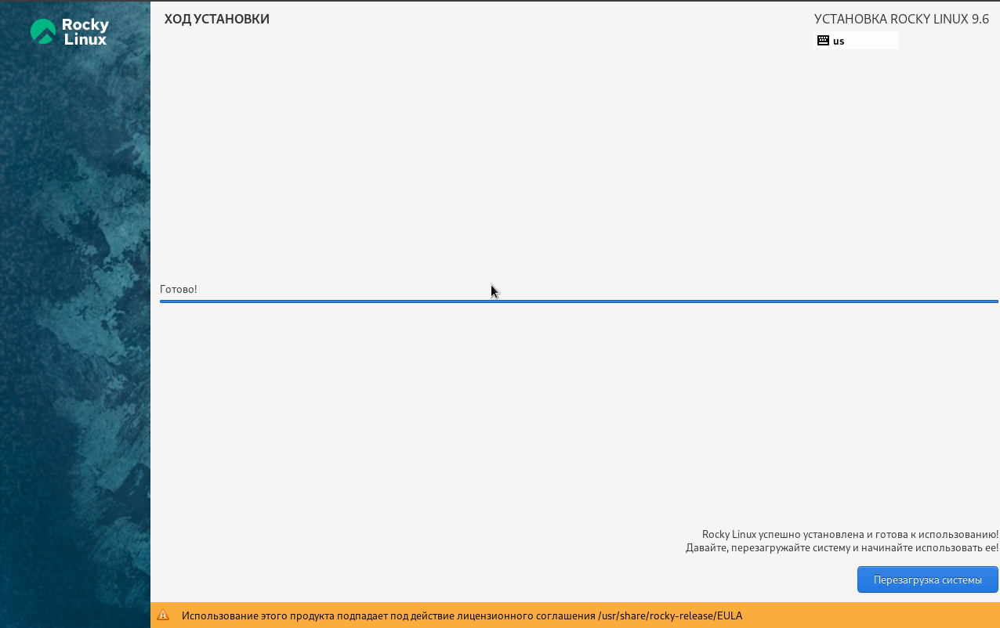 Rocky
Linux
ХОД УСТАНОВКИ
УСТАНОВКА ROCKY LINUX 9.6
us
Готово!
Rocky Linux успешно установлена и готова к использованию!
Давайте, перезагружайте систему и начинайте использовать ее!
Перезагрузка системы
Использование этого продукта подпадает под действие лицензионного соглашения /usr/share/rocky-release/EULA